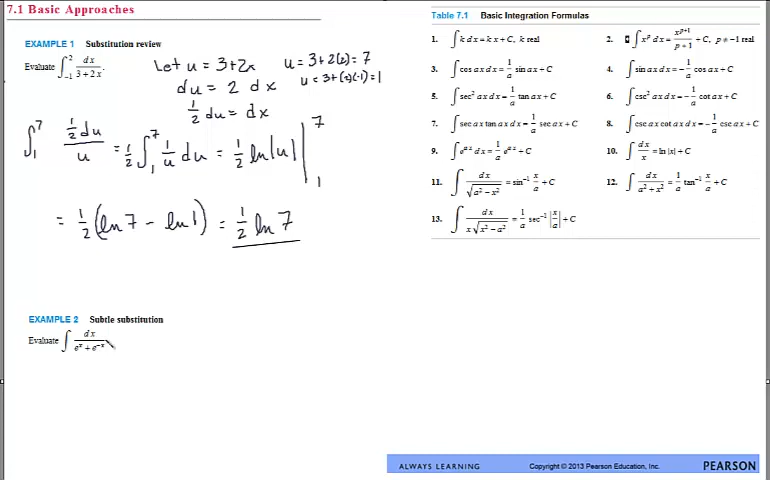 7.1 Basic Approaches
EXAMPLE 1 Substitution review
Evaluate ∫_{-1}^{2} dx/(3+2x).
Let u = 3+2x
du = 2 dx
1/2 du = dx
u = 3+2(2) = 7
u = 3+(2)(-1) = 1
∫_1^7 (1/2 du)/u = 1/2 ∫_1^7 1/u du = 1/2 ln|u| |_1^7
= 1/2 (ln7 - ln1) = 1/2 ln7
EXAMPLE 2 Subtle substitution
Evaluate ∫ dx/(e^x + e^{-x})
Table 7.1 Basic Integration Formulas
1. ∫ k dx = kx + C, k real
2. ∫ x^p dx = x^{p+1}/(p+1) + C, p ≠ -1 real
3. ∫ cos ax dx = 1/a sin ax + C
4. ∫ sin ax dx = -1/a cos ax + C
5. ∫ sec² ax dx = 1/a tan ax + C
6. ∫ csc² ax dx = -1/a cot ax + C
7. ∫ sec ax tan ax dx = 1/a sec ax + C
8. ∫ csc ax cot ax dx = -1/a csc ax + C
9. ∫ e^{ax} dx = 1/a e^{ax} + C
10. ∫ dx/x = ln |x| + C
11. ∫ dx/√(a² - x²) = sin⁻¹ x/a + C
12. ∫ dx/(a² + x²) = 1/a tan⁻¹ x/a + C
13. ∫ dx/(x√(x² - a²)) = 1/a sec⁻¹ |x/a| + C
ALWAYS LEARNING Copyright © 2013 Pearson Education, Inc. PEARSON